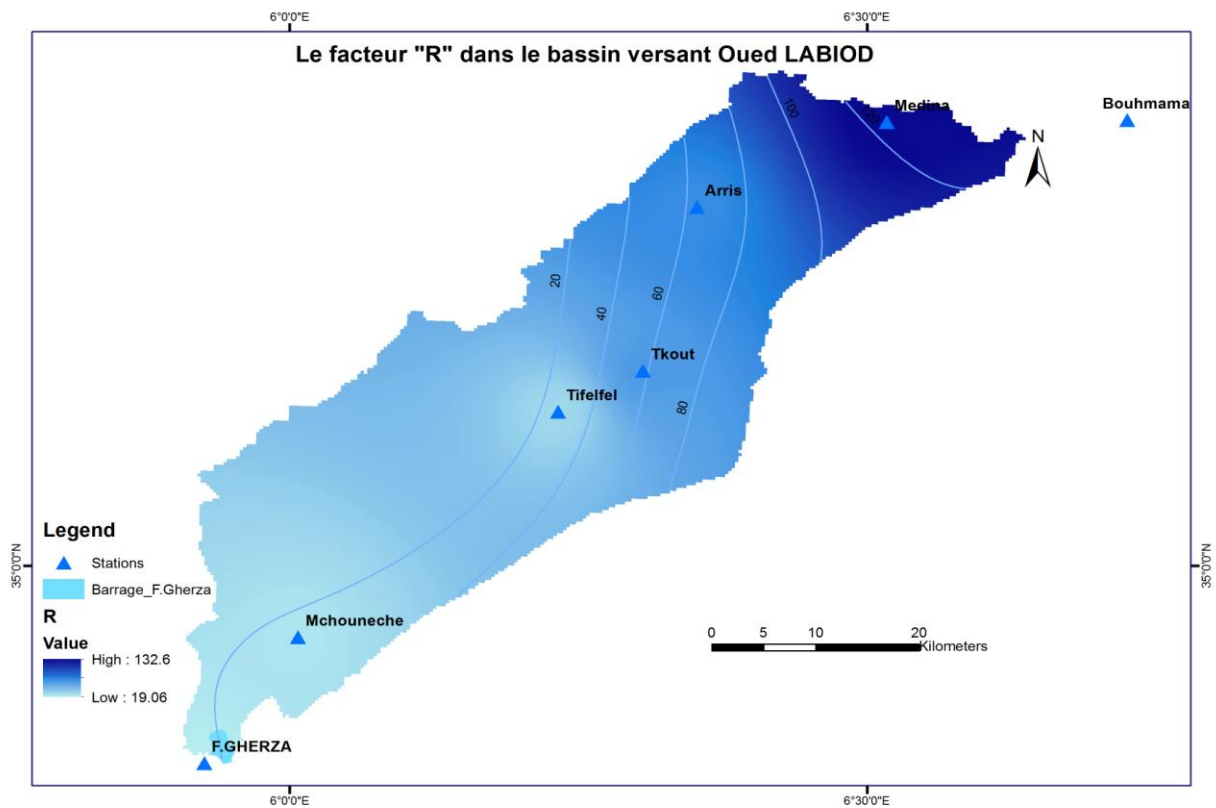 6°0'0"E 6°30'0"E
Le facteur "R" dans le bassin versant Oued LABIOD
100
Medina
Bouhmama
N
Arris
20
60
40
Tkout
Tifelfel
80
35°0'0"N 35°0'0"N
Legend
Stations
Barrage_F.Gherza
R
Value
High : 132.6
Low : 19.06
Mchouneche
0 5 10 20
Kilometers
F.GHERZA
6°0'0"E 6°30'0"E